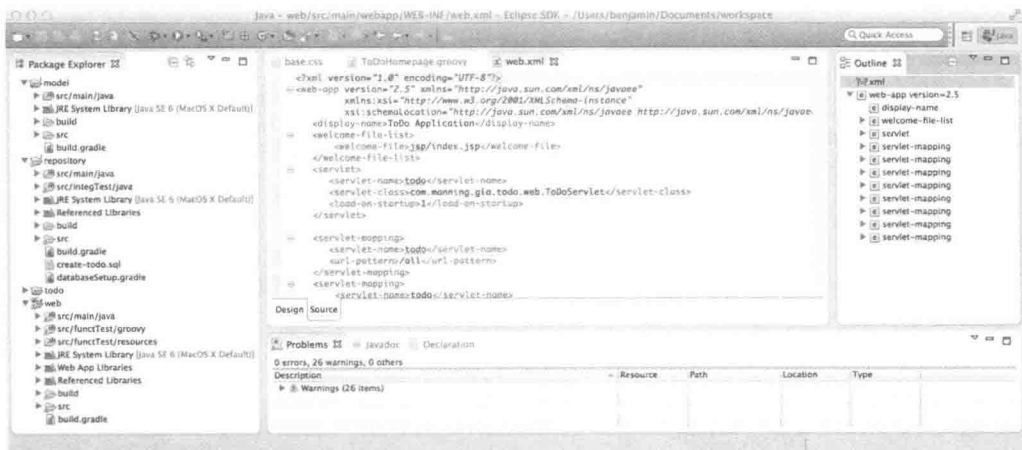 Java - web/src/main/webapp/WEB-INF/web.xml - Eclipse SDK - /Users/benjamin/Documents/workspace
Quick Access
Java
Package Explorer
model
src/main/java
JRE System Library [Java SE 6 (MacOS X Default)]
build
src
build.gradle
repository
src/main/java
src/integTest/java
JRE System Library [Java SE 6 (MacOS X Default)]
Referenced Libraries
build
src
build.gradle
create-todo.sql
databaseSetup.gradle
todo
web
src/main/java
src/functTest/groovy
src/functTest/resources
JRE System Library [Java SE 6 (MacOS X Default)]
Web App Libraries
Referenced Libraries
build
src
build.gradle
base.css
ToDoHomepage.groovy
web.xml
<?xml version="1.0" encoding="UTF-8"?>
<web-app version="2.5" xmlns="http://java.sun.com/xml/ns/javaee"
xmlns:xsi="http://www.w3.org/2001/XMLSchema-instance"
xsi:schemaLocation="http://java.sun.com/xml/ns/javaee http://java.sun.com/xml/ns/javae
<display-name>ToDo Application</display-name>
<welcome-file-list>
<welcome-file>jsp/index.jsp</welcome-file>
</welcome-file-list>
<servlet>
<servlet-name>todo</servlet-name>
<servlet-class>com.manning.gia.todo.web.ToDoServlet</servlet-class>
<load-on-startup>1</load-on-startup>
</servlet>
<servlet-mapping>
<servlet-name>todo</servlet-name>
<url-pattern>/all</url-pattern>
</servlet-mapping>
<servlet-mapping>
<servlet-name>todo</servlet-name>
Design Source
Outline
?=? xml
web-app version=2.5
display-name
welcome-file-list
servlet
servlet-mapping
servlet-mapping
servlet-mapping
servlet-mapping
servlet-mapping
servlet-mapping
servlet-mapping
servlet-mapping
Problems
Javadoc
Declaration
0 errors, 26 warnings, 0 others
Description Resource Path Location Type
Warnings (26 items)